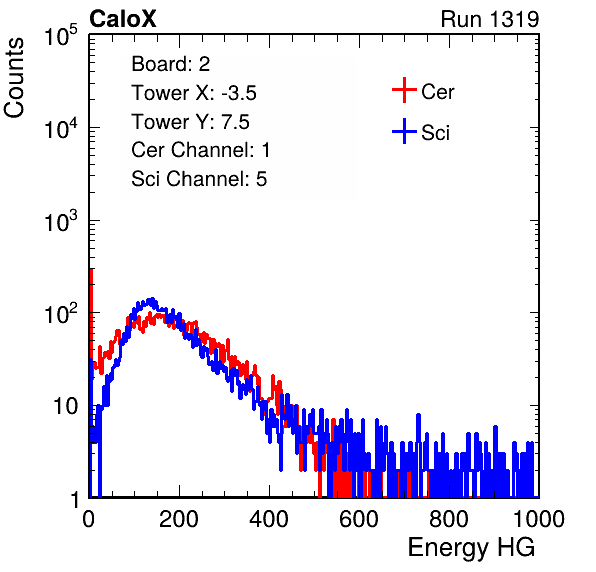 CaloX Run 1319
Counts
10^5
10^4
10^3
10^2
10
1
Board: 2
Tower X: -3.5
Tower Y: 7.5
Cer Channel: 1
Sci Channel: 5
Cer
Sci
0 200 400 600 800 1000
Energy HG